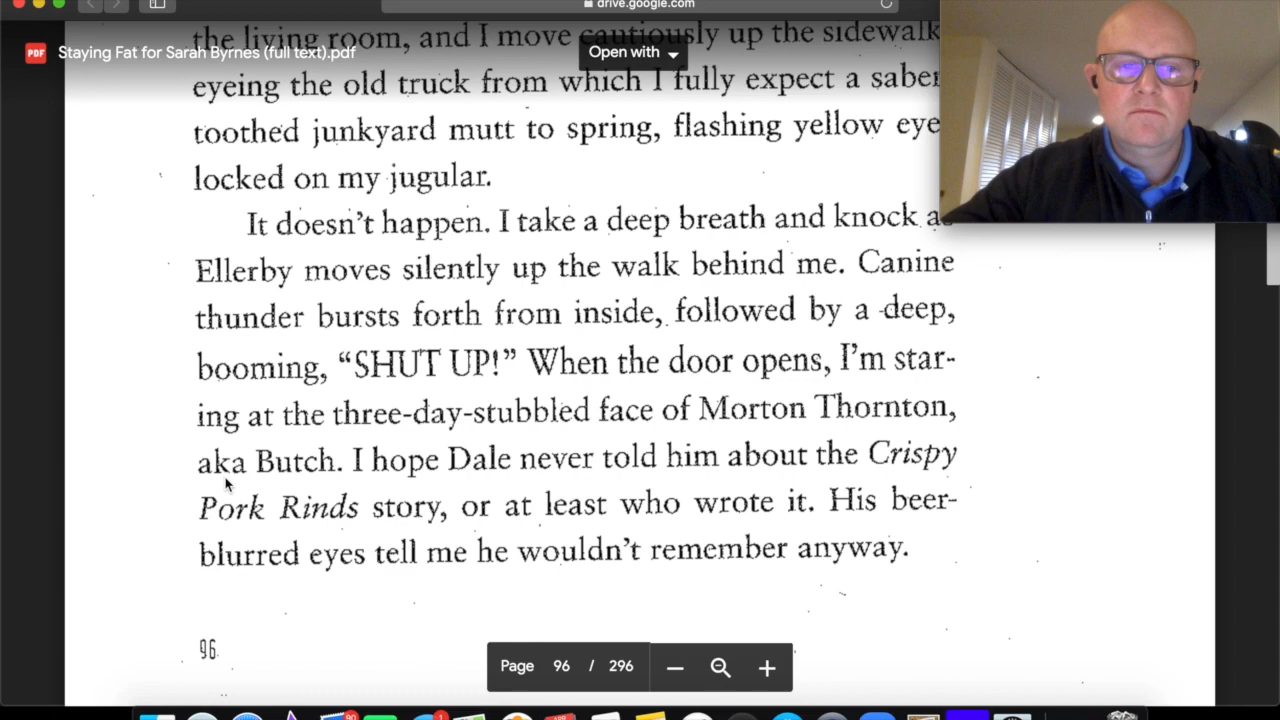 drive.google.com
PDF
Staying Fat for Sarah Byrnes (full text).pdf
Open with
the living room, and I move cautiously up the sidewalk
eyeing the old truck from which I fully expect a saber
toothed junkyard mutt to spring, flashing yellow eye
locked on my jugular.
It doesn't happen. I take a deep breath and knock a
Ellerby moves silently up the walk behind me. Canine
thunder bursts forth from inside, followed by a deep,
booming, "SHUT UP!" When the door opens, I'm star-
ing at the three-day-stubbled face of Morton Thornton,
aka Butch. I hope Dale never told him about the Crispy
Pork Rinds story, or at least who wrote it. His beer-
blurred eyes tell me he wouldn't remember anyway.
96
Page 96 / 296